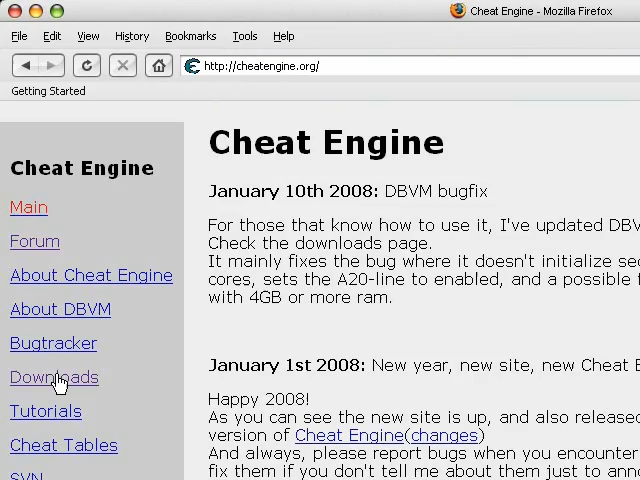 Cheat Engine - Mozilla Firefox
File Edit View History Bookmarks Tools Help
http://cheatengine.org/
Getting Started
Cheat Engine
Main
Forum
About Cheat Engine
About DBVM
Bugtracker
Downloads
Tutorials
Cheat Tables
SVN
Cheat Engine
January 10th 2008: DBVM bugfix
For those that know how to use it, I've updated DBV
Check the downloads page.
It mainly fixes the bug where it doesn't initialize sec
cores, sets the A20-line to enabled, and a possible f
with 4GB or more ram.
January 1st 2008: New year, new site, new Cheat E
Happy 2008!
As you can see the new site is up, and also released
version of Cheat Engine(changes)
And always, please report bugs when you encounter
fix them if you don't tell me about them just to anno